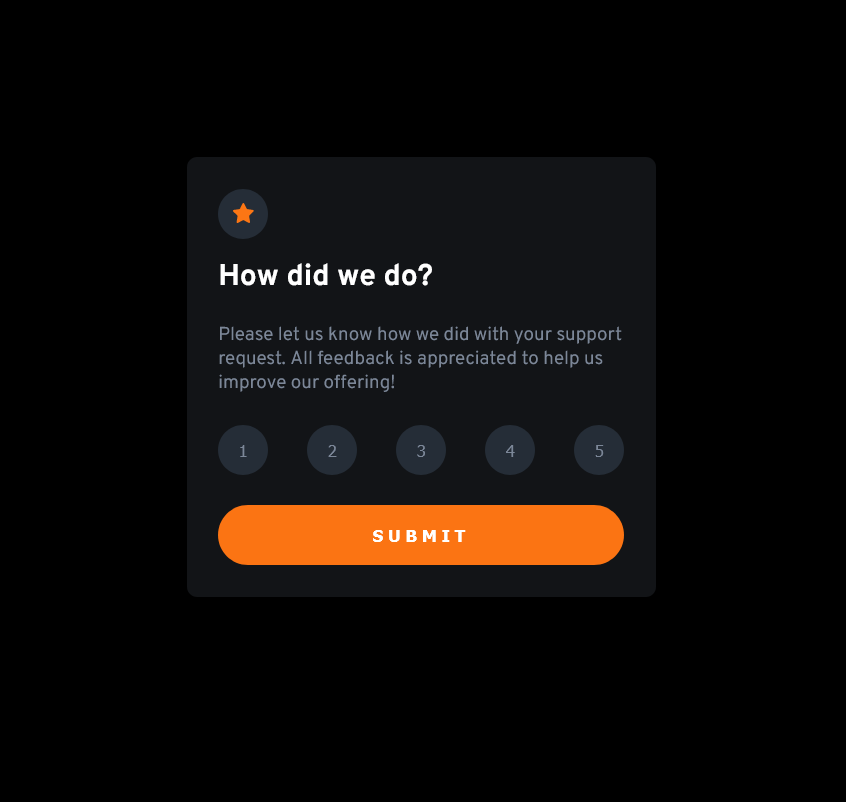 How did we do?
Please let us know how we did with your support
request. All feedback is appreciated to help us
improve our offering!
1 2 3 4 5
SUBMIT